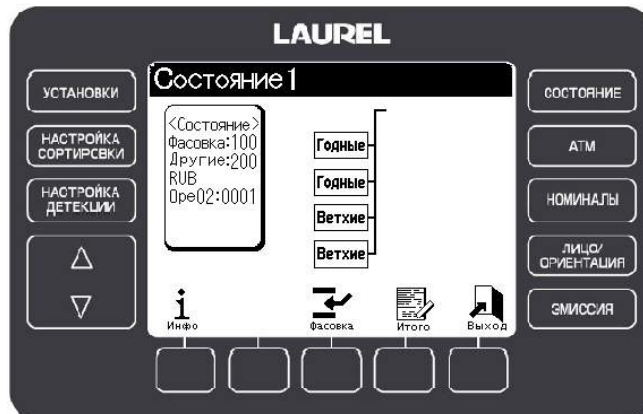 LAUREL
Состояние1
УСТАНОВКИ
НАСТРОЙКА
СОРТИРСВКИ
НАСТРОЙКА
ДЕТЕКЦИИ
<Состояние>
Фасовка:100
Другие:200
RUB
Оре02:0001
Годные
Годные
Ветхие
Ветхие
Инфо
Фасовка
Итого
Выход
СОСТОЯНИЕ
АТМ
НОМИНАЛЫ
ЛИЦО/
ОРИЕНТАЦИЯ
ЭМИССИЯ